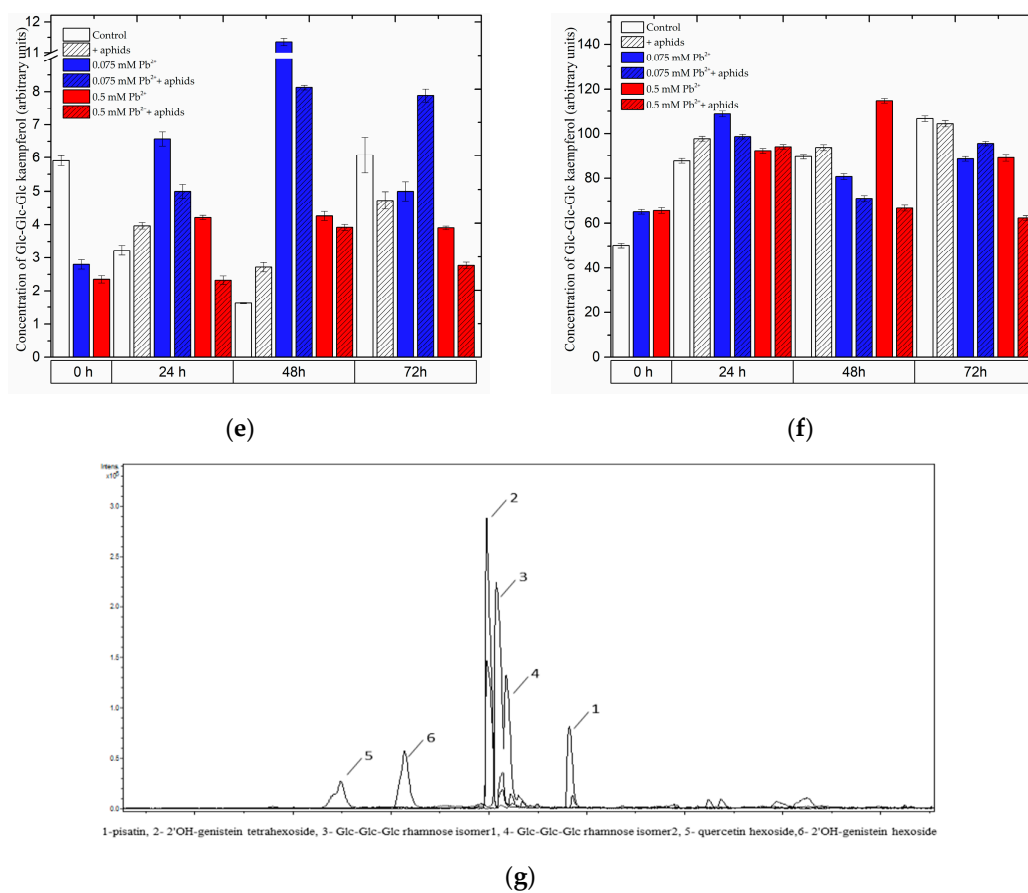 Concentration of Glc-Glc-Glc kaempferol (arbitrary units)
12
11
8
7
6
5
4
3
2
1
0
Control
+ aphids
0.075 mM Pb²⁺
0.075 mM Pb²⁺+ aphids
0.5 mM Pb²⁺
0.5 mM Pb²⁺+ aphids
0 h 24 h 48h 72h
(e)
Concentration of Glc-Glc-Glc kaempferol (arbitrary units)
140
120
100
80
60
40
20
0
Control
+ aphids
0.075 mM Pb²⁺
0.075 mM Pb²⁺+ aphids
0.5 mM Pb²⁺
0.5 mM Pb²⁺+ aphids
0 h 24 h 48h 72h
(f)
Intens.
x10⁵
3.0
2.5
2.0
1.5
1.0
0.5
0.0
2
3
4
1
5
6
1-pisatin, 2- 2'OH-genistein tetrahexoside, 3- Glc-Glc-Glc rhamnose isomer1, 4- Glc-Glc-Glc rhamnose isomer2, 5- quercetin hexoside,6- 2'OH-genistein hexoside
(g)